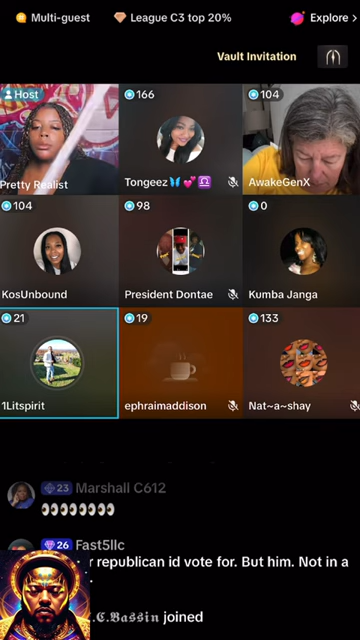 Multi-guest
League C3 top 20%
Explore >
Vault Invitation
Host
166
104
Pretty Realist
Tongeez🦋💞♎
AwakeGenX
104
98
0
KosUnbound
President Dontae
Kumba Janga
21
19
133
1Litspirit
ephraimaddison
Nat~a~shay
23 Marshall C612
👀👀👀👀
26 Fast5llc
r republican id vote for. But him. Not in a
.𝕮.𝕭𝖆𝖘𝖘𝖎𝖓 joined